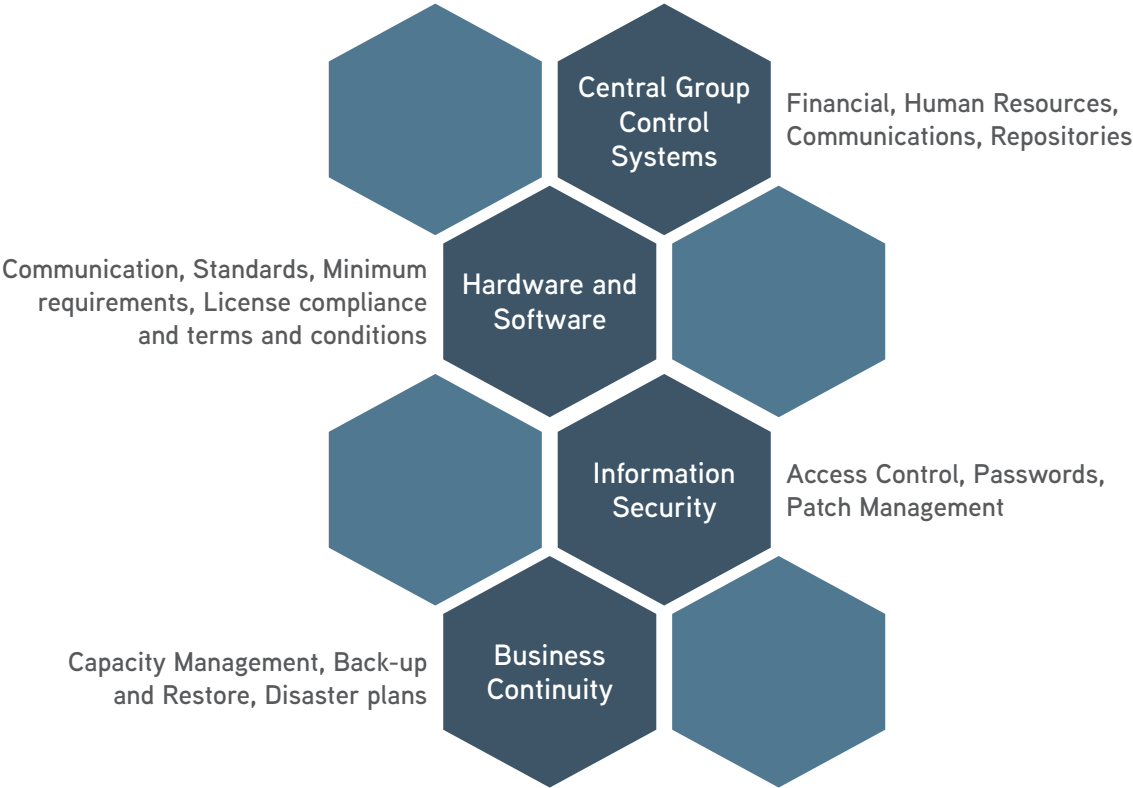 Central Group
Control
Systems
Financial, Human Resources,
Communications, Repositories
Communication, Standards, Minimum
requirements, License compliance
and terms and conditions
Hardware and
Software
Information
Security
Access Control, Passwords,
Patch Management
Capacity Management, Back-up
and Restore, Disaster plans
Business
Continuity